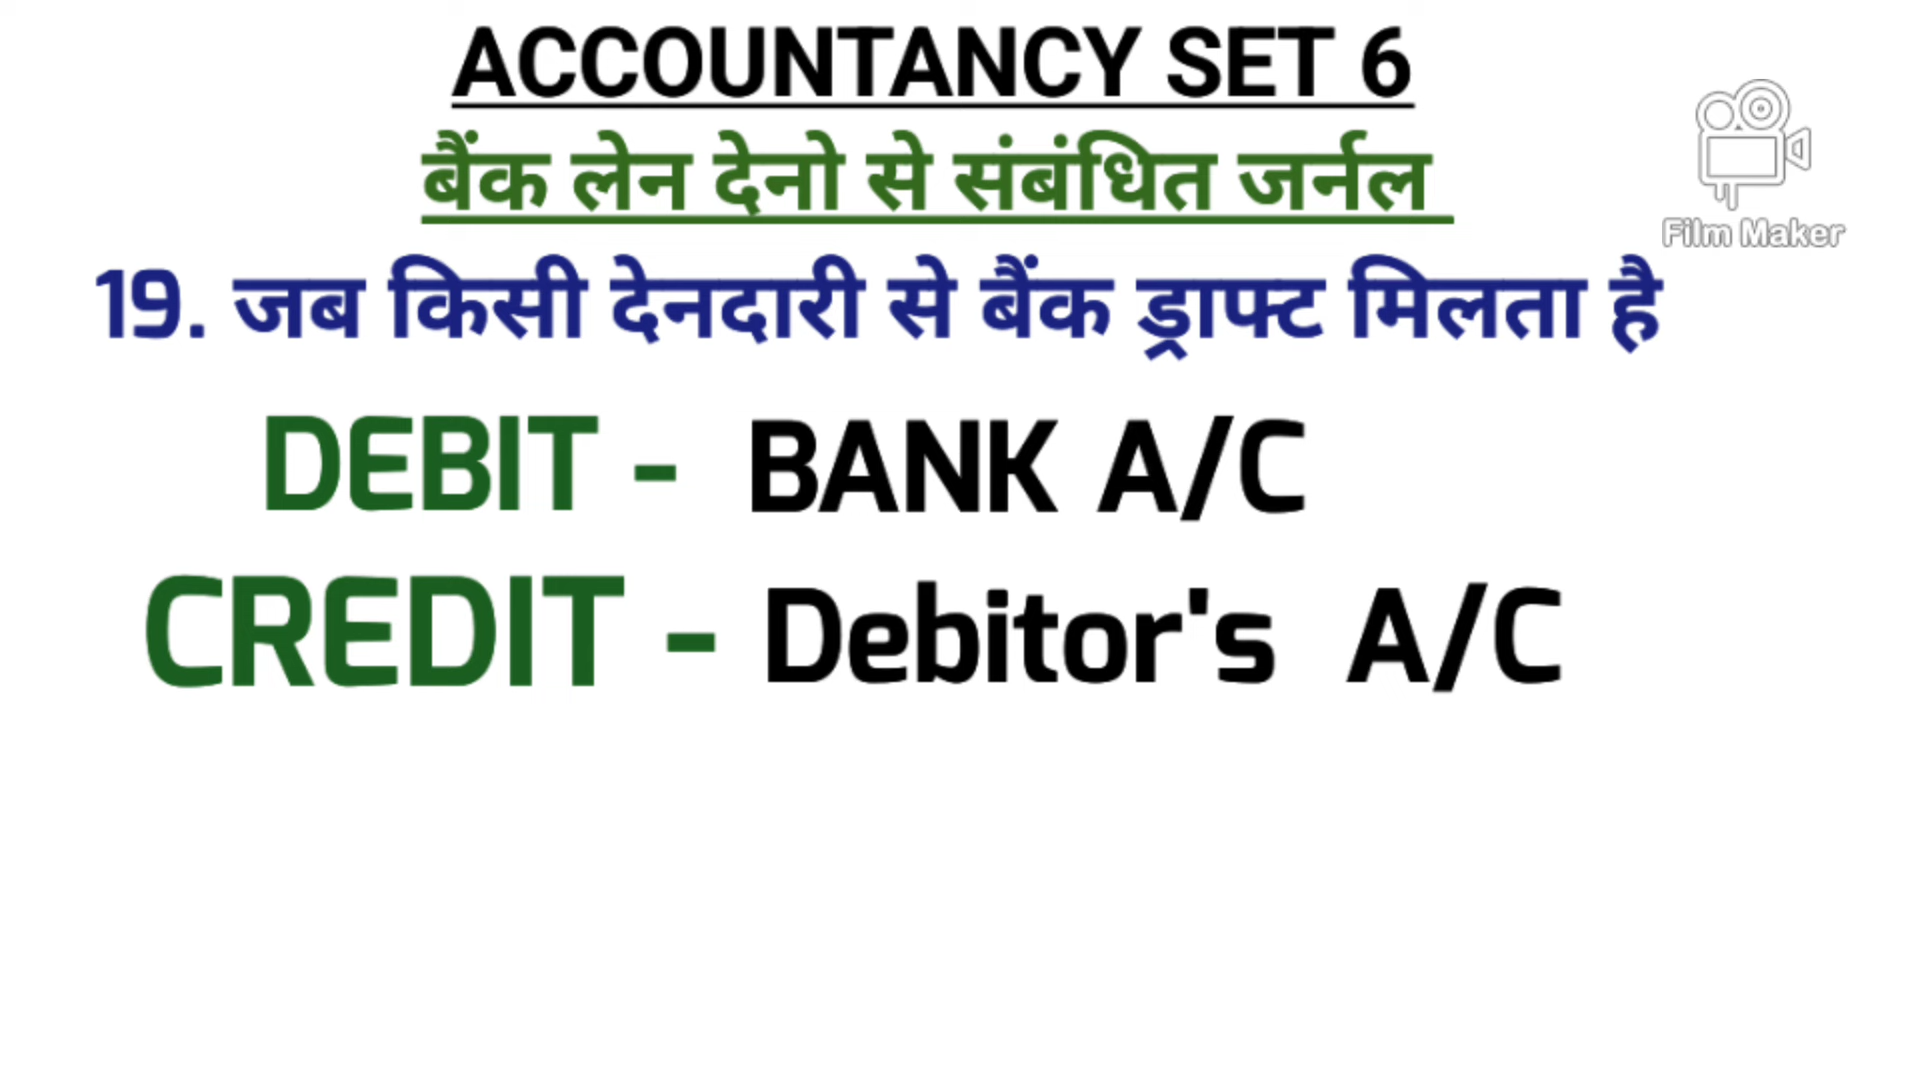 ACCOUNTANCY SET 6
बैंक लेन देनो से संबंधित जर्नल
Film Maker
19. जब किसी देनदारी से बैंक ड्राफ्ट मिलता है
DEBIT - BANK A/C
CREDIT - Debitor's A/C